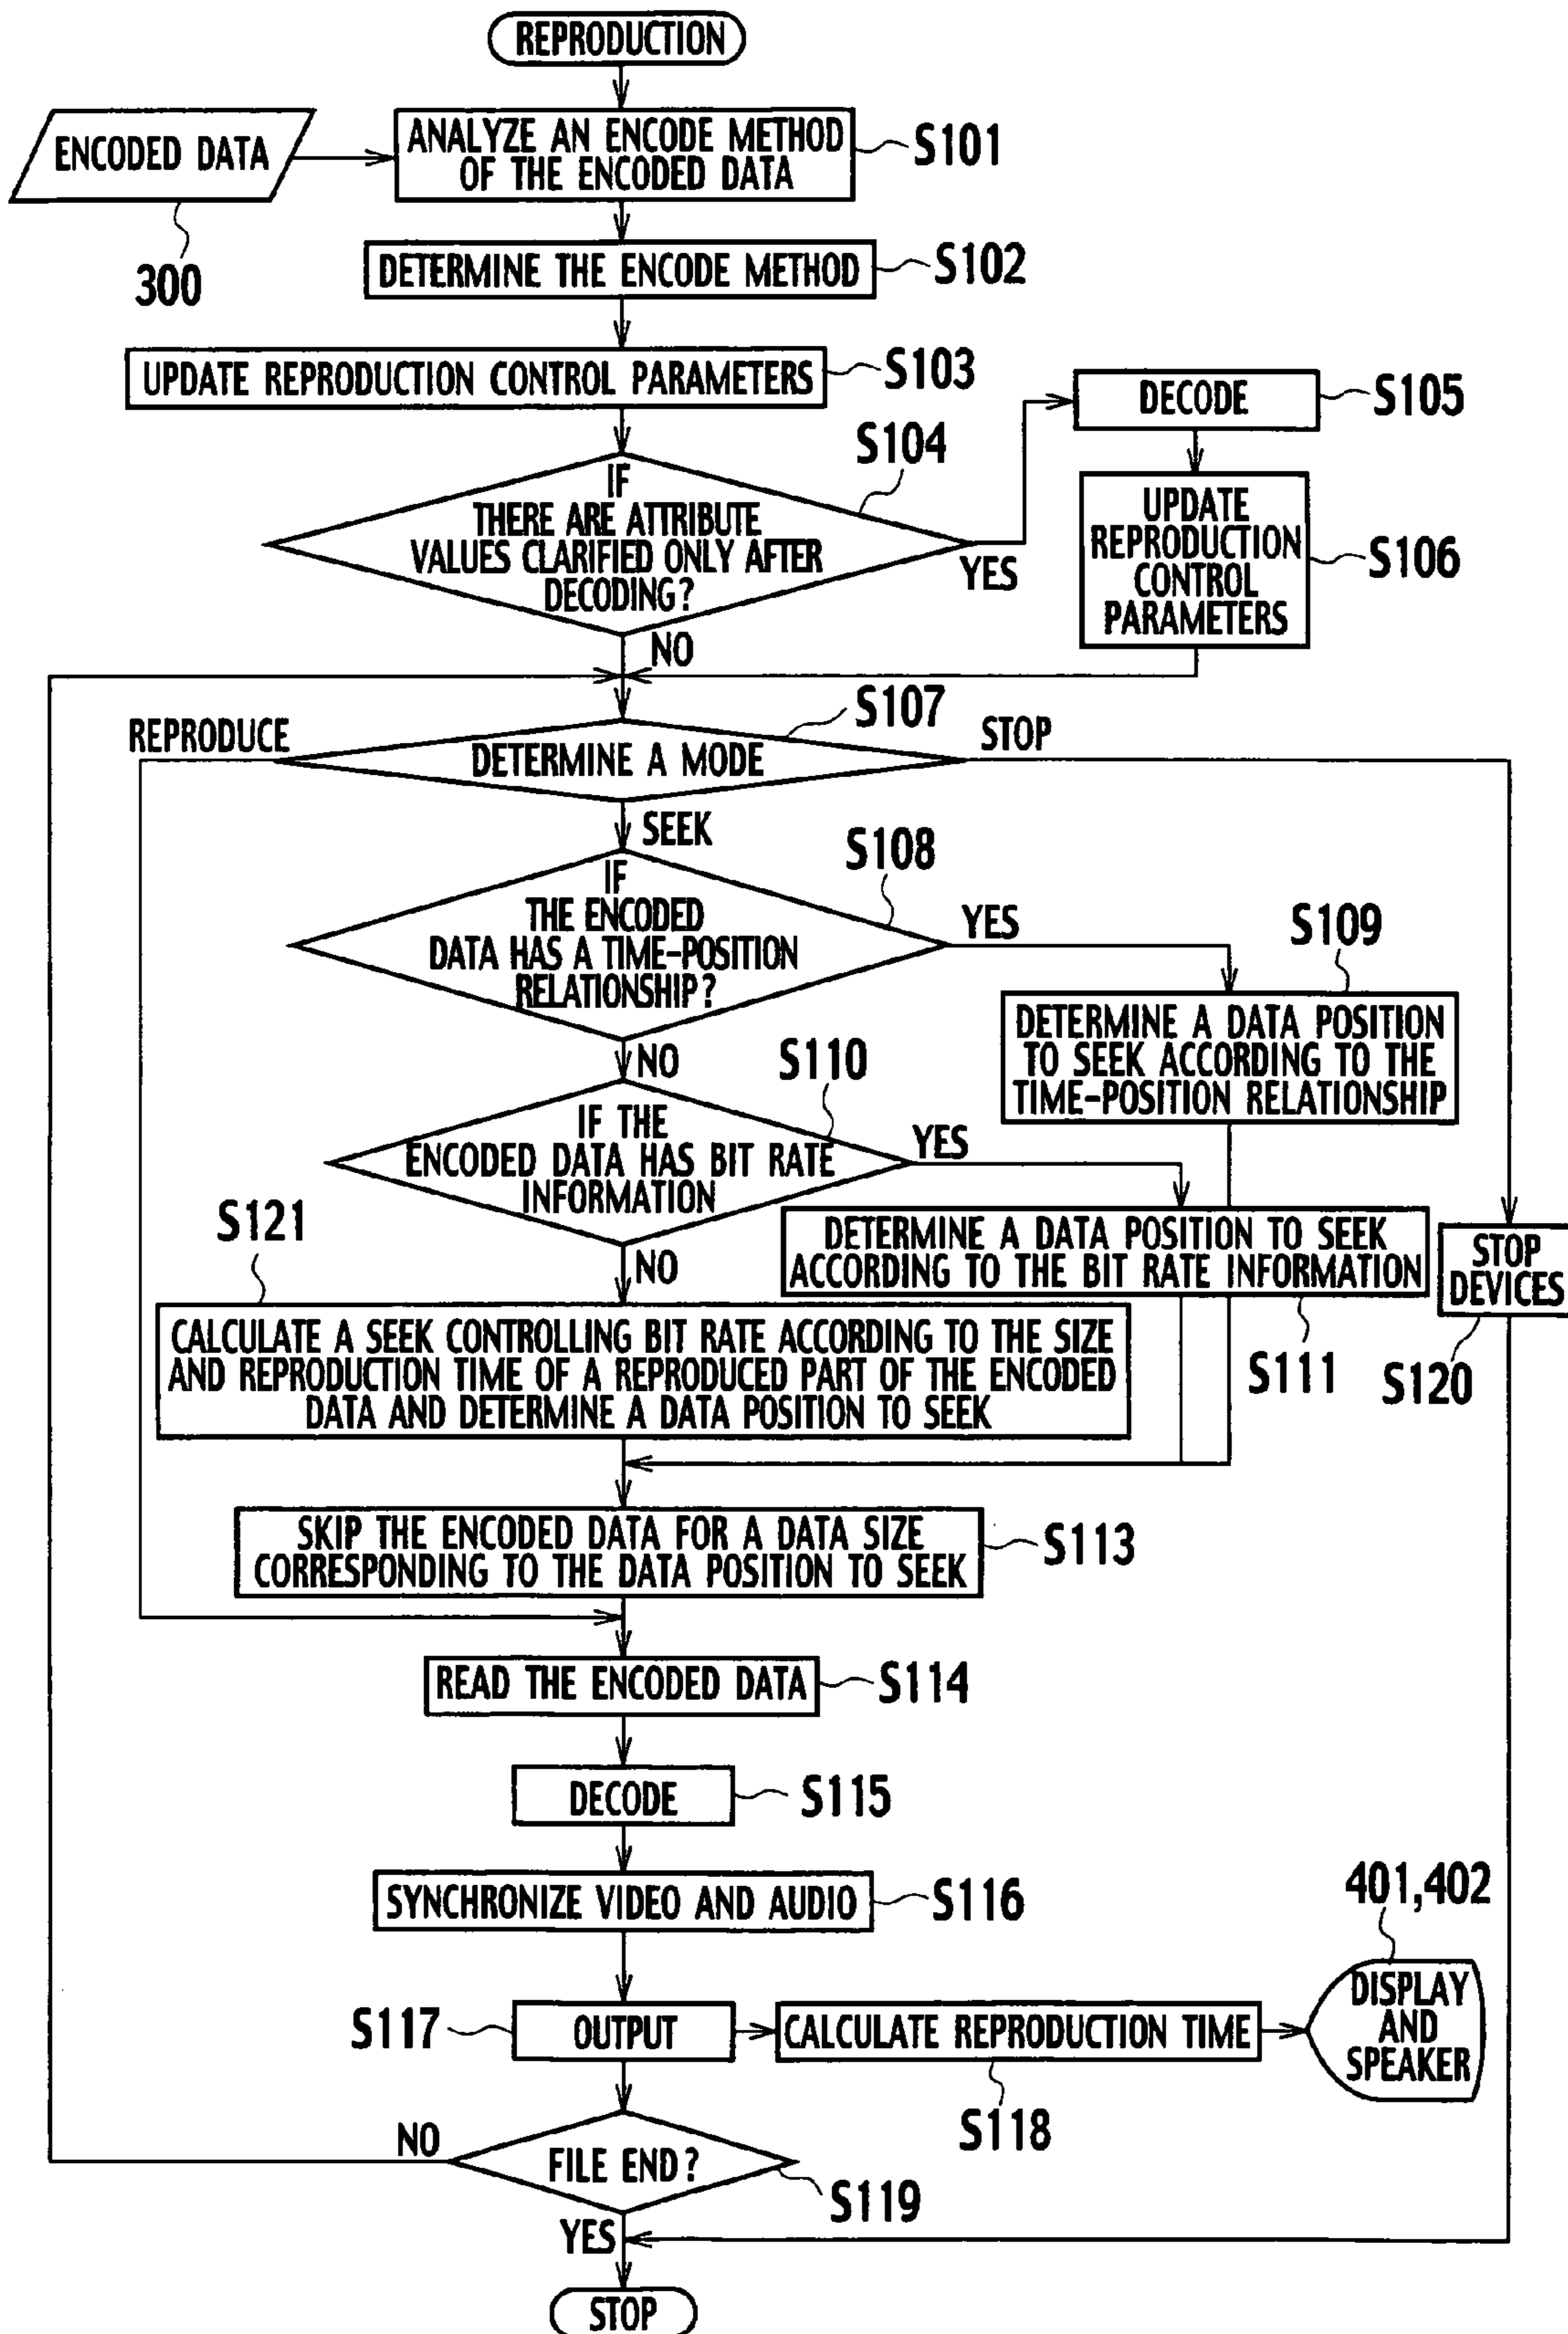 REPRODUCTION
ENCODED DATA
300
ANALYZE AN ENCODE METHOD
OF THE ENCODED DATA
S101
DETERMINE THE ENCODE METHOD
S102
UPDATE REPRODUCTION CONTROL PARAMETERS
S103
S104
IF
THERE ARE ATTRIBUTE
VALUES CLARIFIED ONLY AFTER
DECODING?
YES
NO
DECODE
S105
UPDATE
REPRODUCTION
CONTROL
PARAMETERS
S106
S107
REPRODUCE
DETERMINE A MODE
STOP
SEEK
S108
IF
THE ENCODED
DATA HAS A TIME-POSITION
RELATIONSHIP?
YES
NO
S109
DETERMINE A DATA POSITION
TO SEEK ACCORDING TO THE
TIME-POSITION RELATIONSHIP
S110
IF THE
ENCODED DATA HAS BIT RATE
INFORMATION
YES
NO
DETERMINE A DATA POSITION TO SEEK
ACCORDING TO THE BIT RATE INFORMATION
S111
STOP
DEVICES
S120
S121
CALCULATE A SEEK CONTROLLING BIT RATE ACCORDING TO THE SIZE
AND REPRODUCTION TIME OF A REPRODUCED PART OF THE ENCODED
DATA AND DETERMINE A DATA POSITION TO SEEK
SKIP THE ENCODED DATA FOR A DATA SIZE
CORRESPONDING TO THE DATA POSITION TO SEEK
S113
READ THE ENCODED DATA
S114
DECODE
S115
SYNCHRONIZE VIDEO AND AUDIO
S116
S117
OUTPUT
CALCULATE REPRODUCTION TIME
S118
401,402
DISPLAY
AND
SPEAKER
NO
FILE END?
S119
YES
STOP